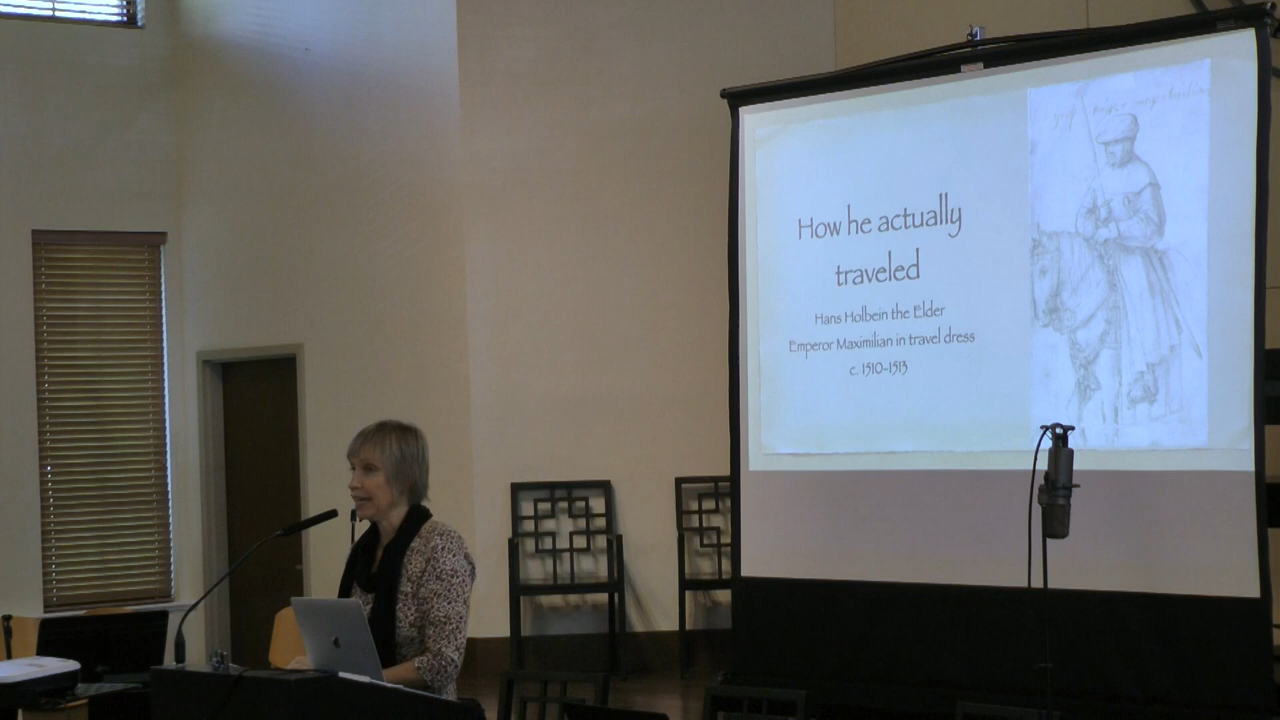 How he actually
traveled
Hans Holbein the Elder
Emperor Maximilian in travel dress
c. 1510-1513